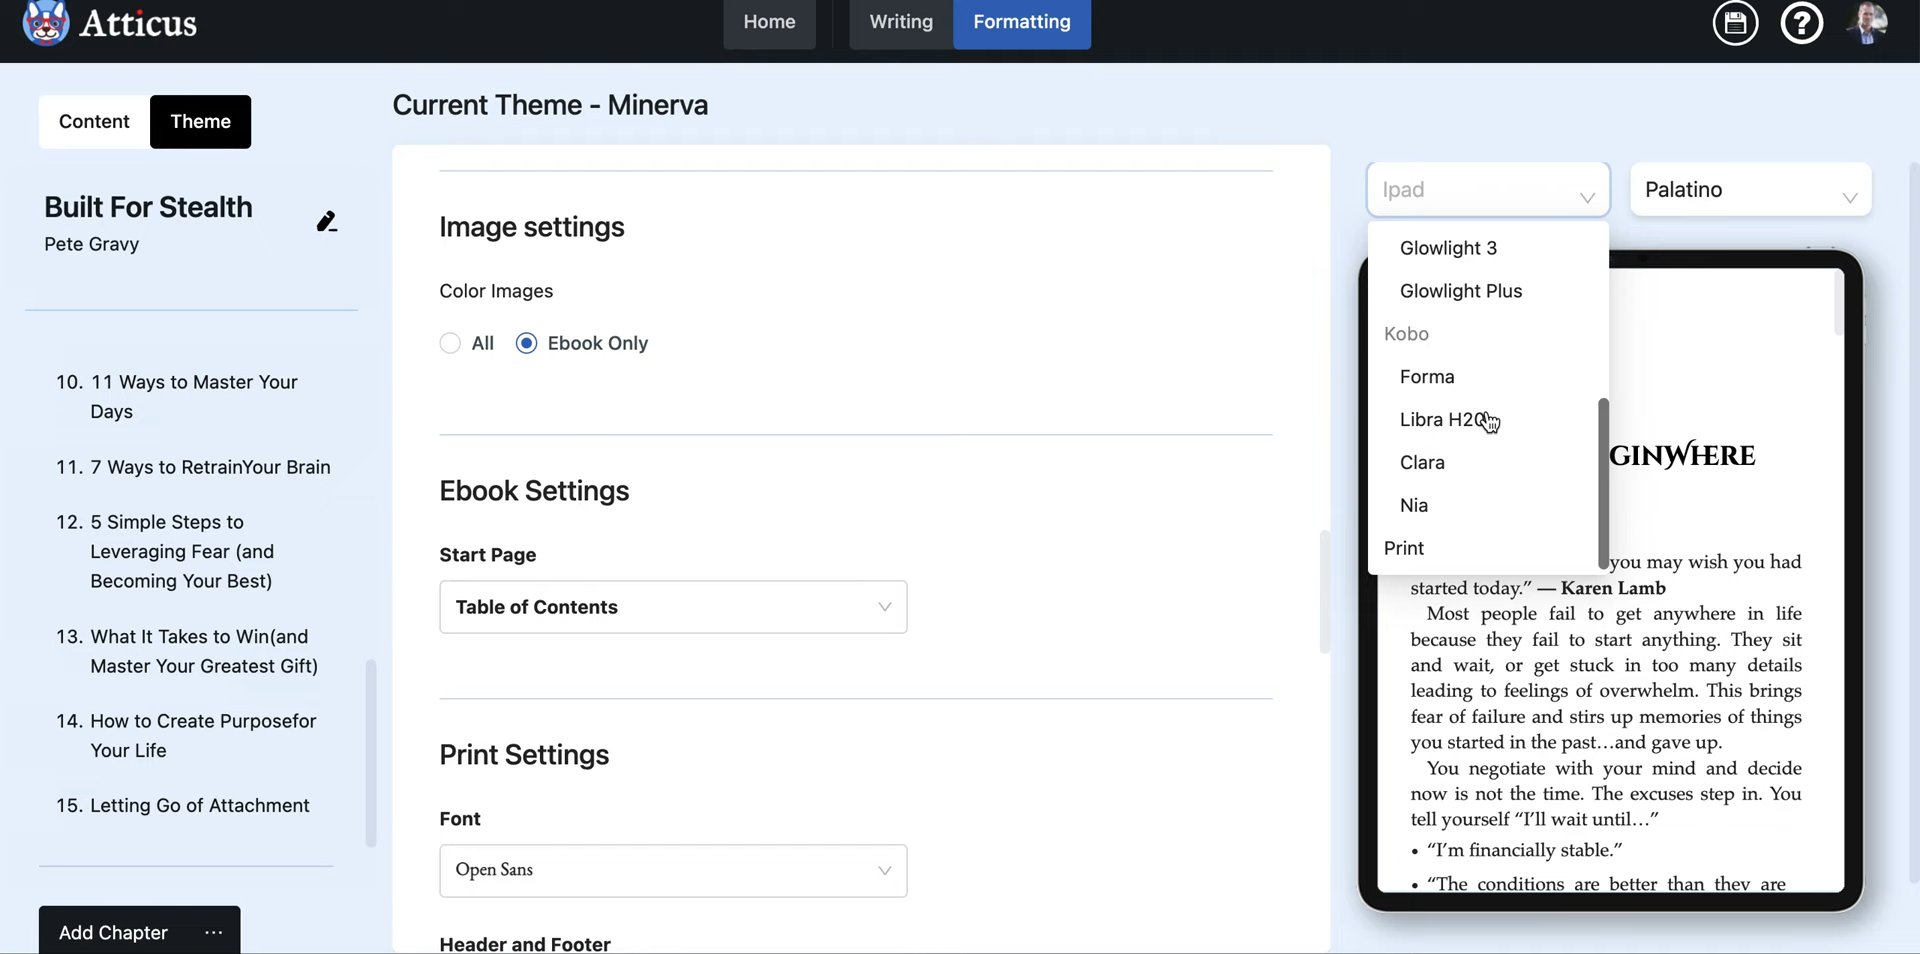 Atticus
Home
Writing
Formatting
Content
Theme
Current Theme - Minerva
Built For Stealth
Pete Gravy
10. 11 Ways to Master Your
Days
11. 7 Ways to RetrainYour Brain
12. 5 Simple Steps to
Leveraging Fear (and
Becoming Your Best)
13. What It Takes to Win(and
Master Your Greatest Gift)
14. How to Create Purposefor
Your Life
15. Letting Go of Attachment
Add Chapter ...
Image settings
Color Images
All
Ebook Only
Ebook Settings
Start Page
Table of Contents
Print Settings
Font
Open Sans
Header and Footer
Ipad
Palatino
Glowlight 3
Glowlight Plus
Kobo
Forma
Libra H20
Clara
Nia
Print
GINWHERE
you may wish you had
started today.” — Karen Lamb
Most people fail to get anywhere in life
because they fail to start anything. They sit
and wait, or get stuck in too many details
leading to feelings of overwhelm. This brings
fear of failure and stirs up memories of things
you started in the past…and gave up.
You negotiate with your mind and decide
now is not the time. The excuses step in. You
tell yourself “I’ll wait until…”
• “I’m financially stable.”
• “The conditions are better than they are